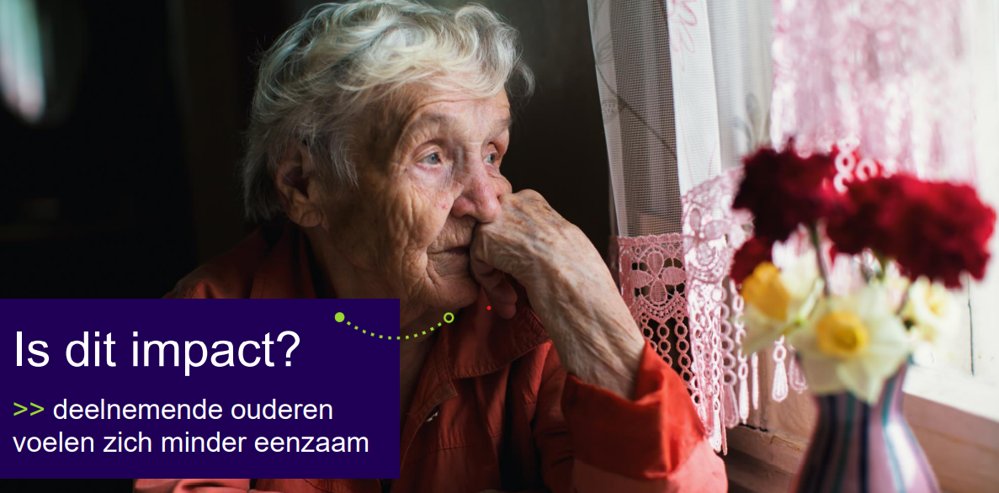 Is dit impact?
>> deelnemende ouderen
voelen zich minder eenzaam